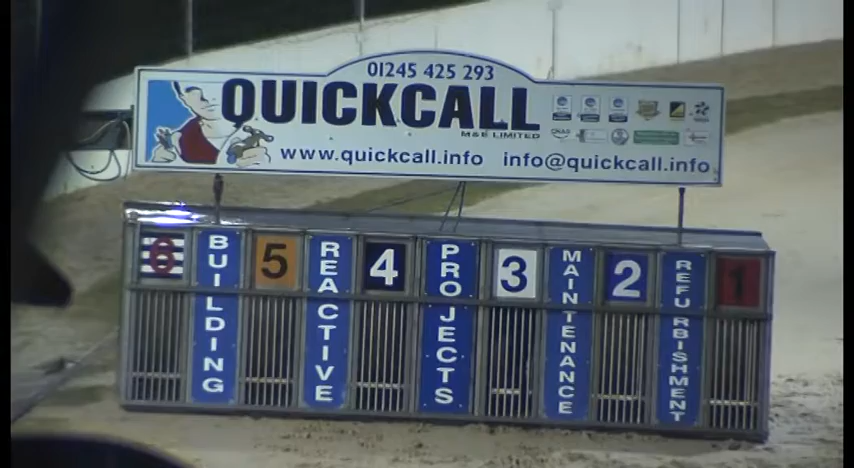 01245 425 293
QUICKCALL
M&E LIMITED
www.quickcall.info info@quickcall.info
6 BUILDING 5 REACTIVE 4 PROJECTS 3 MAINTENANCE 2 REFURBISHMENT 1